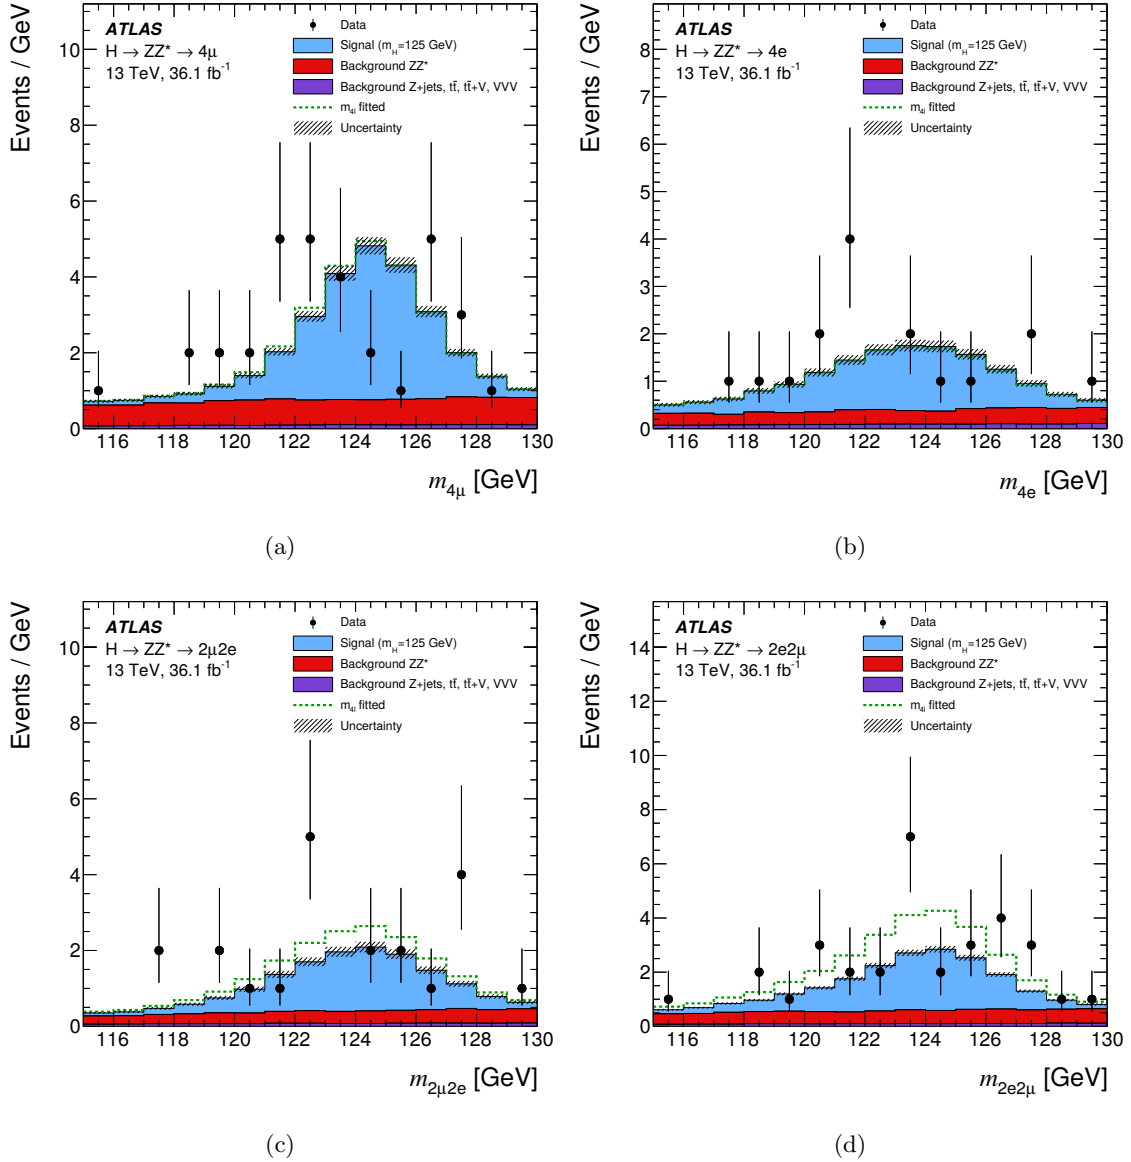 Events / GeV
ATLAS
H → ZZ* → 4μ
13 TeV, 36.1 fb⁻¹
Data
Signal (m_H=125 GeV)
Background ZZ*
Background Z+jets, tt̄, tt̄+V, VVV
m_4l fitted
Uncertainty
10
8
6
4
2
0
116 118 120 122 124 126 128 130
m_4μ [GeV]
(a)
Events / GeV
ATLAS
H → ZZ* → 4e
13 TeV, 36.1 fb⁻¹
Data
Signal (m_H=125 GeV)
Background ZZ*
Background Z+jets, tt̄, tt̄+V, VVV
m_4l fitted
Uncertainty
8
7
6
5
4
3
2
1
0
116 118 120 122 124 126 128 130
m_4e [GeV]
(b)
Events / GeV
ATLAS
H → ZZ* → 2μ2e
13 TeV, 36.1 fb⁻¹
Data
Signal (m_H=125 GeV)
Background ZZ*
Background Z+jets, tt̄, tt̄+V, VVV
m_4l fitted
Uncertainty
10
8
6
4
2
0
116 118 120 122 124 126 128 130
m_2μ2e [GeV]
(c)
Events / GeV
ATLAS
H → ZZ* → 2e2μ
13 TeV, 36.1 fb⁻¹
Data
Signal (m_H=125 GeV)
Background ZZ*
Background Z+jets, tt̄, tt̄+V, VVV
m_4l fitted
Uncertainty
14
12
10
8
6
4
2
0
116 118 120 122 124 126 128 130
m_2e2μ [GeV]
(d)